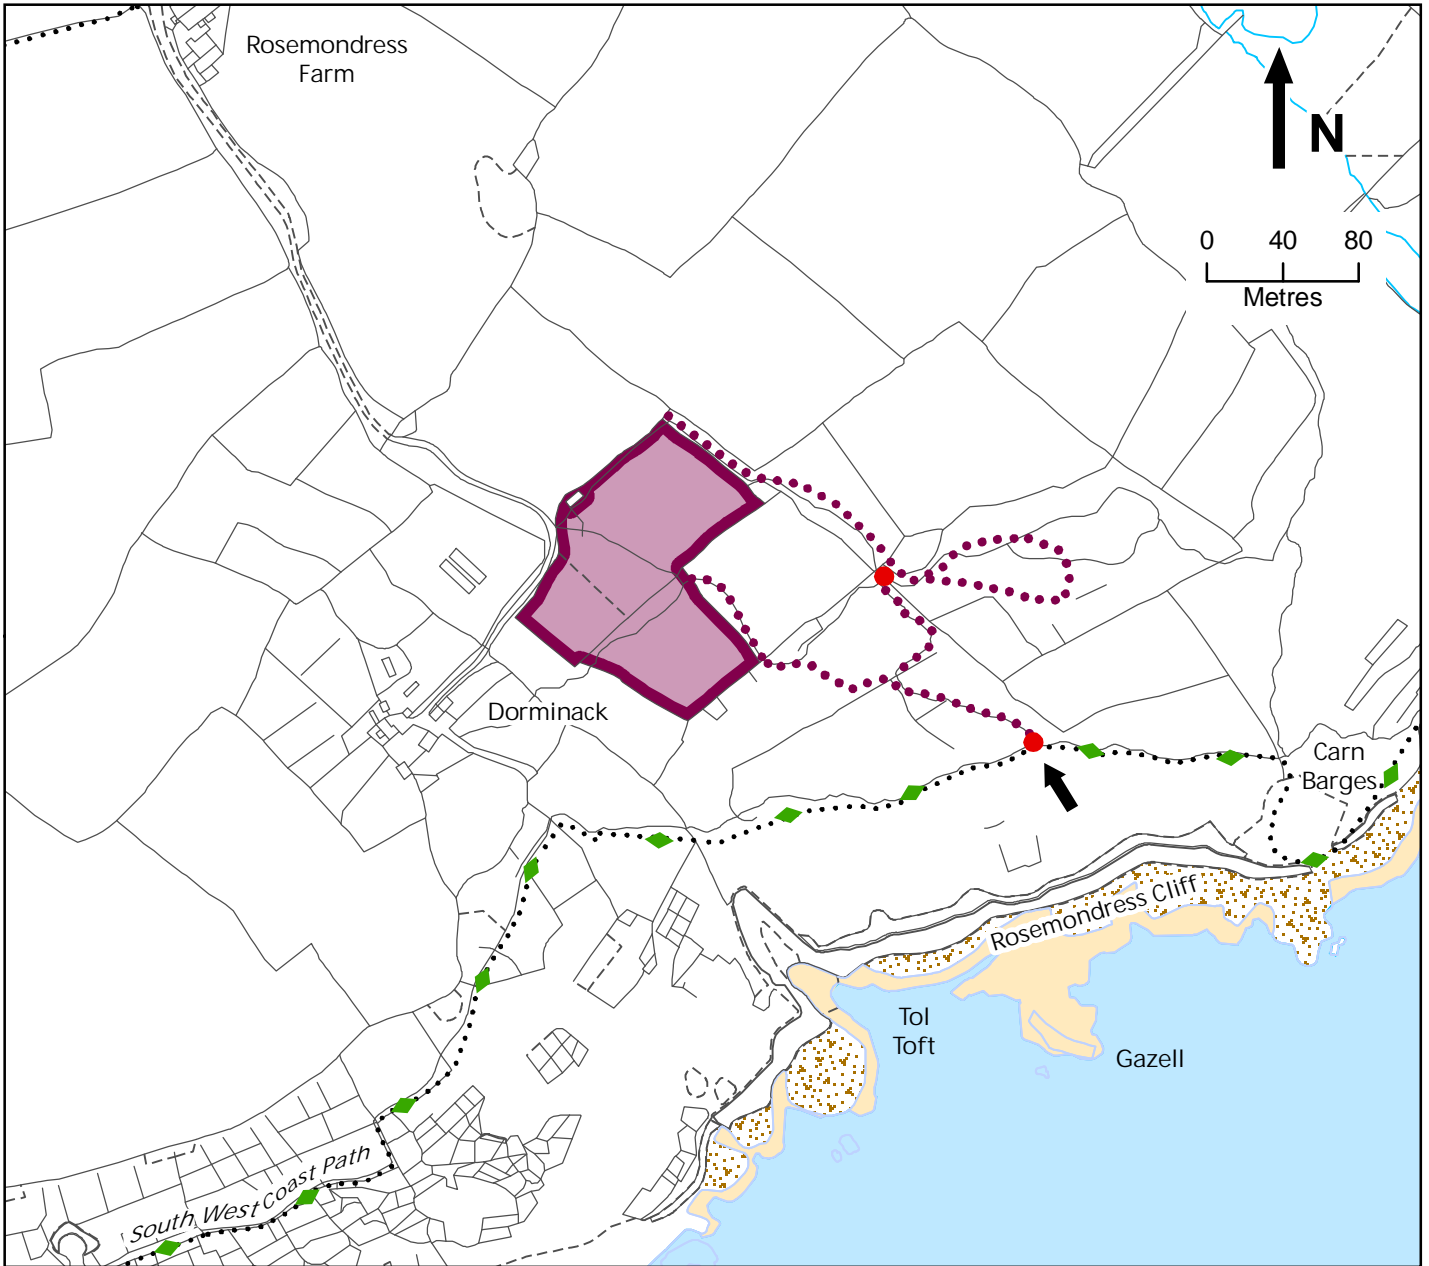 Rosemondress
Farm
N
0 40 80
Metres
Dorminack
Carn
Barges
Rosemondress Cliff
Tol
Toft
Gazell
South West Coast Path